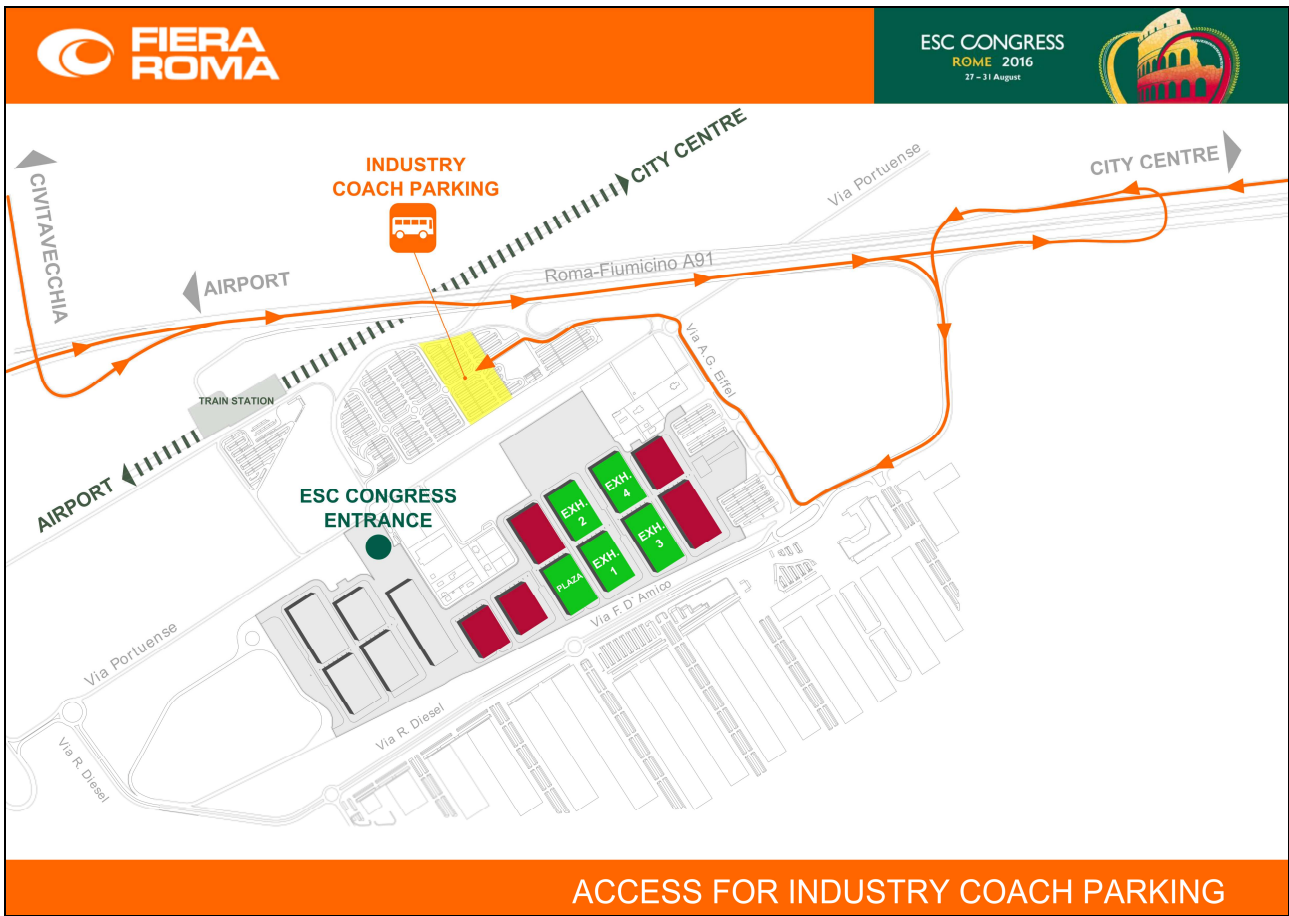 FIERA
ROMA
ESC CONGRESS
ROME 2016
27 – 31 August
CITY CENTRE
INDUSTRY
COACH PARKING
Via Portuense
CITY CENTRE
CIVITAVECCHIA
AIRPORT
Roma-Fiumicino A91
Via A.G. Eiffel
TRAIN STATION
AIRPORT
ESC CONGRESS
ENTRANCE
EXH.
4
EXH.
2
EXH.
3
EXH.
1
PLAZA
Via F. D' Amico
Via Portuense
Via R. Diesel
Via R. Diesel
ACCESS FOR INDUSTRY COACH PARKING